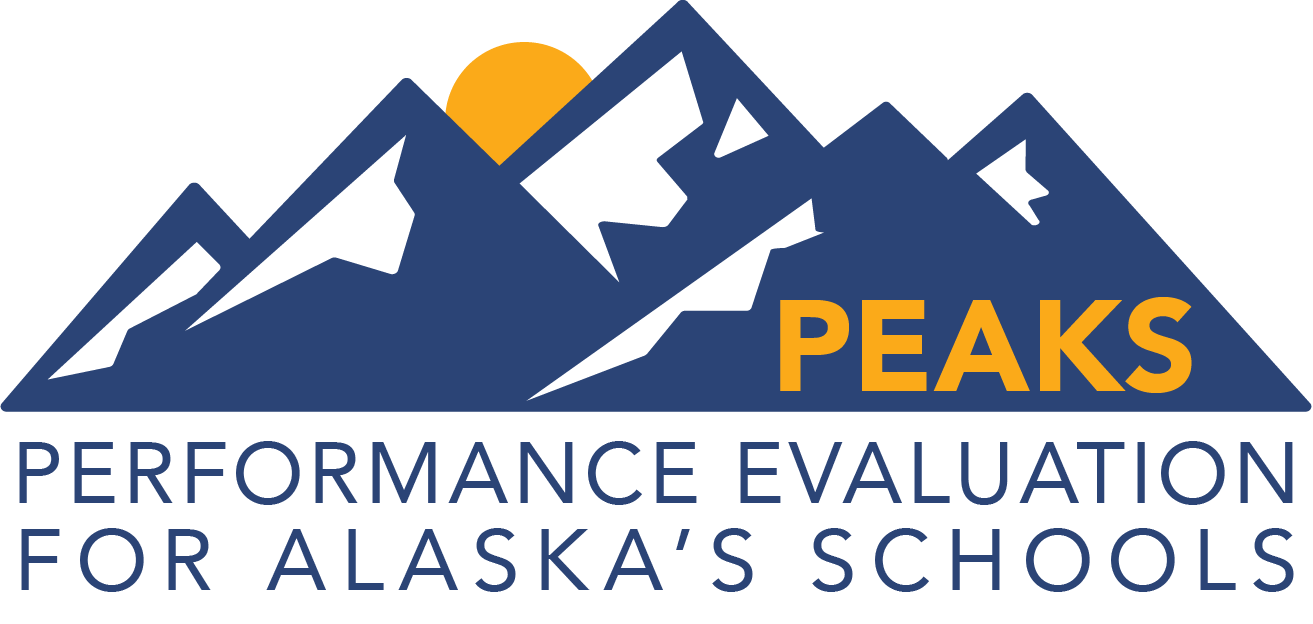 PEAKS
PERFORMANCE EVALUATION
FOR ALASKA'S SCHOOLS